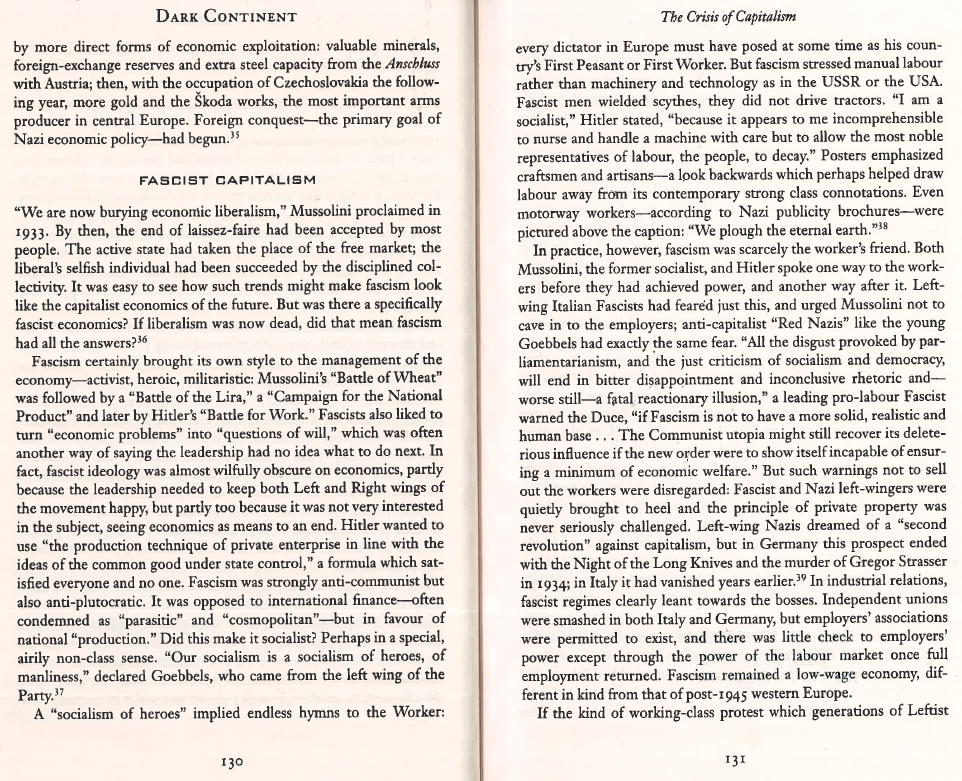 DARK CONTINENT
by more direct forms of economic exploitation: valuable minerals,
foreign-exchange reserves and extra steel capacity from the Anschluss
with Austria; then, with the occupation of Czechoslovakia the follow-
ing year, more gold and the Škoda works, the most important arms
producer in central Europe. Foreign conquest—the primary goal of
Nazi economic policy—had begun.³⁵
FASCIST CAPITALISM
“We are now burying economic liberalism,” Mussolini proclaimed in
1933. By then, the end of laissez-faire had been accepted by most
people. The active state had taken the place of the free market; the
liberal’s selfish individual had been succeeded by the disciplined col-
lectivity. It was easy to see how such trends might make fascism look
like the capitalist economics of the future. But was there a specifically
fascist economics? If liberalism was now dead, did that mean fascism
had all the answers?³⁶
Fascism certainly brought its own style to the management of the
economy—activist, heroic, militaristic: Mussolini’s “Battle of Wheat”
was followed by a “Battle of the Lira,” a “Campaign for the National
Product” and later by Hitler’s “Battle for Work.” Fascists also liked to
turn “economic problems” into “questions of will,” which was often
another way of saying the leadership had no idea what to do next. In
fact, fascist ideology was almost wilfully obscure on economics, partly
because the leadership needed to keep both Left and Right wings of
the movement happy, but partly too because it was not very interested
in the subject, seeing economics as means to an end. Hitler wanted to
use “the production technique of private enterprise in line with the
ideas of the common good under state control,” a formula which sat-
isfied everyone and no one. Fascism was strongly anti-communist but
also anti-plutocratic. It was opposed to international finance—often
condemned as “parasitic” and “cosmopolitan”—but in favour of
national “production.” Did this make it socialist? Perhaps in a special,
airily non-class sense. “Our socialism is a socialism of heroes, of
manliness,” declared Goebbels, who came from the left wing of the
Party.³⁷
A “socialism of heroes” implied endless hymns to the Worker:
130
The Crisis of Capitalism
every dictator in Europe must have posed at some time as his coun-
try’s First Peasant or First Worker. But fascism stressed manual labour
rather than machinery and technology as in the USSR or the USA.
Fascist men wielded scythes, they did not drive tractors. “I am a
socialist,” Hitler stated, “because it appears to me incomprehensible
to nurse and handle a machine with care but to allow the most noble
representatives of labour, the people, to decay.” Posters emphasized
craftsmen and artisans—a look backwards which perhaps helped draw
labour away from its contemporary strong class connotations. Even
motorway workers—according to Nazi publicity brochures—were
pictured above the caption: “We plough the eternal earth.”³⁸
In practice, however, fascism was scarcely the worker’s friend. Both
Mussolini, the former socialist, and Hitler spoke one way to the work-
ers before they had achieved power, and another way after it. Left-
wing Italian Fascists had feared just this, and urged Mussolini not to
cave in to the employers; anti-capitalist “Red Nazis” like the young
Goebbels had exactly the same fear. “All the disgust provoked by par-
liamentarianism, and the just criticism of socialism and democracy,
will end in bitter disappointment and inconclusive rhetoric and—
worse still—a fatal reactionary illusion,” a leading pro-labour Fascist
warned the Duce, “if Fascism is not to have a more solid, realistic and
human base . . . The Communist utopia might still recover its delete-
rious influence if the new order were to show itself incapable of ensur-
ing a minimum of economic welfare.” But such warnings not to sell
out the workers were disregarded: Fascist and Nazi left-wingers were
quietly brought to heel and the principle of private property was
never seriously challenged. Left-wing Nazis dreamed of a “second
revolution” against capitalism, but in Germany this prospect ended
with the Night of the Long Knives and the murder of Gregor Strasser
in 1934; in Italy it had vanished years earlier.³⁹ In industrial relations,
fascist regimes clearly leant towards the bosses. Independent unions
were smashed in both Italy and Germany, but employers’ associations
were permitted to exist, and there was little check to employers’
power except through the power of the labour market once full
employment returned. Fascism remained a low-wage economy, dif-
ferent in kind from that of post-1945 western Europe.
If the kind of working-class protest which generations of Leftist
131